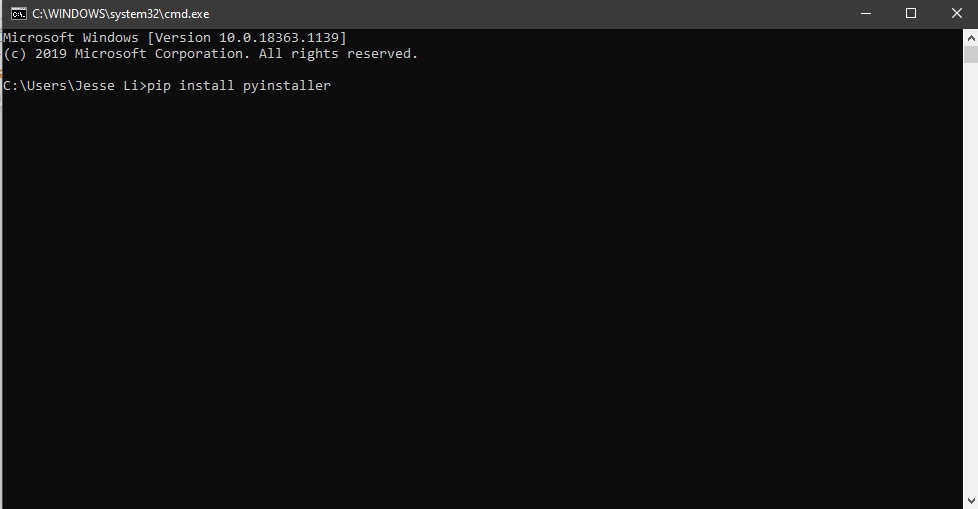 C:\WINDOWS\system32\cmd.exe
Microsoft Windows [Version 10.0.18363.1139]
(c) 2019 Microsoft Corporation. All rights reserved.
C:\Users\Jesse Li>pip install pyinstaller